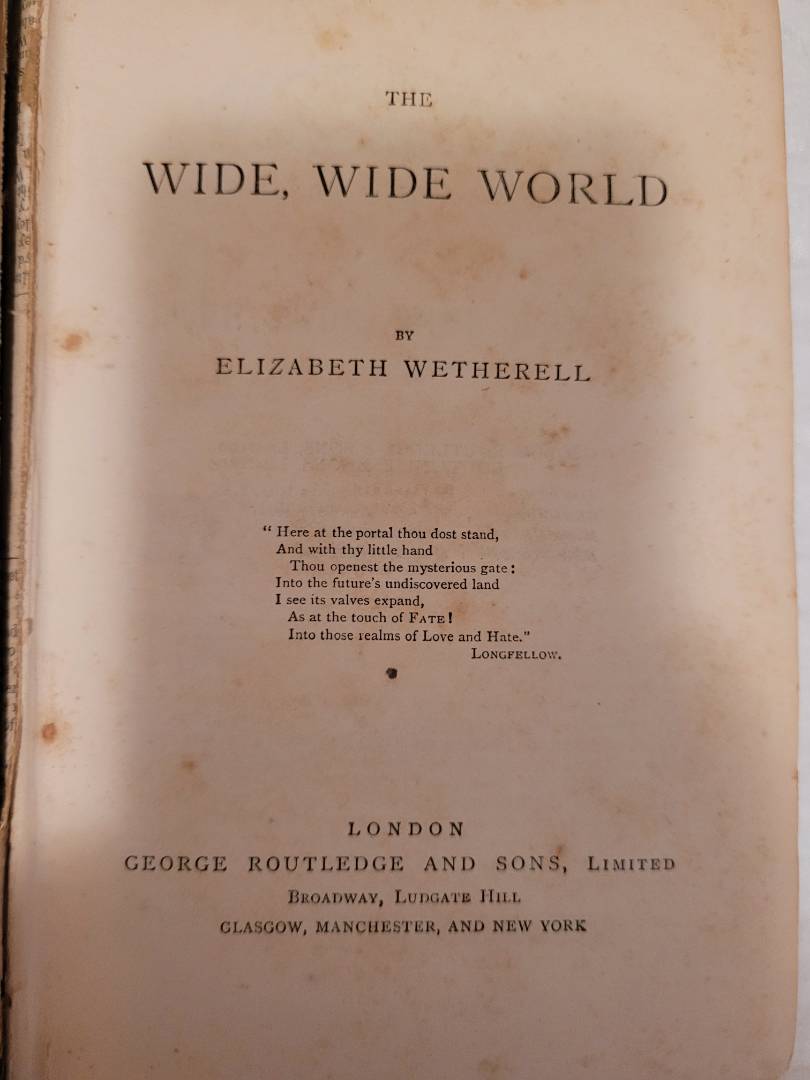 THE
WIDE, WIDE WORLD
BY
ELIZABETH WETHERELL
“ Here at the portal thou dost stand,
And with thy little hand
Thou openest the mysterious gate:
Into the future's undiscovered land
I see its valves expand,
As at the touch of FATE!
Into those realms of Love and Hate.”
LONGFELLOW.
LONDON
GEORGE ROUTLEDGE AND SONS, LIMITED
BROADWAY, LUDGATE HILL
GLASGOW, MANCHESTER, AND NEW YORK